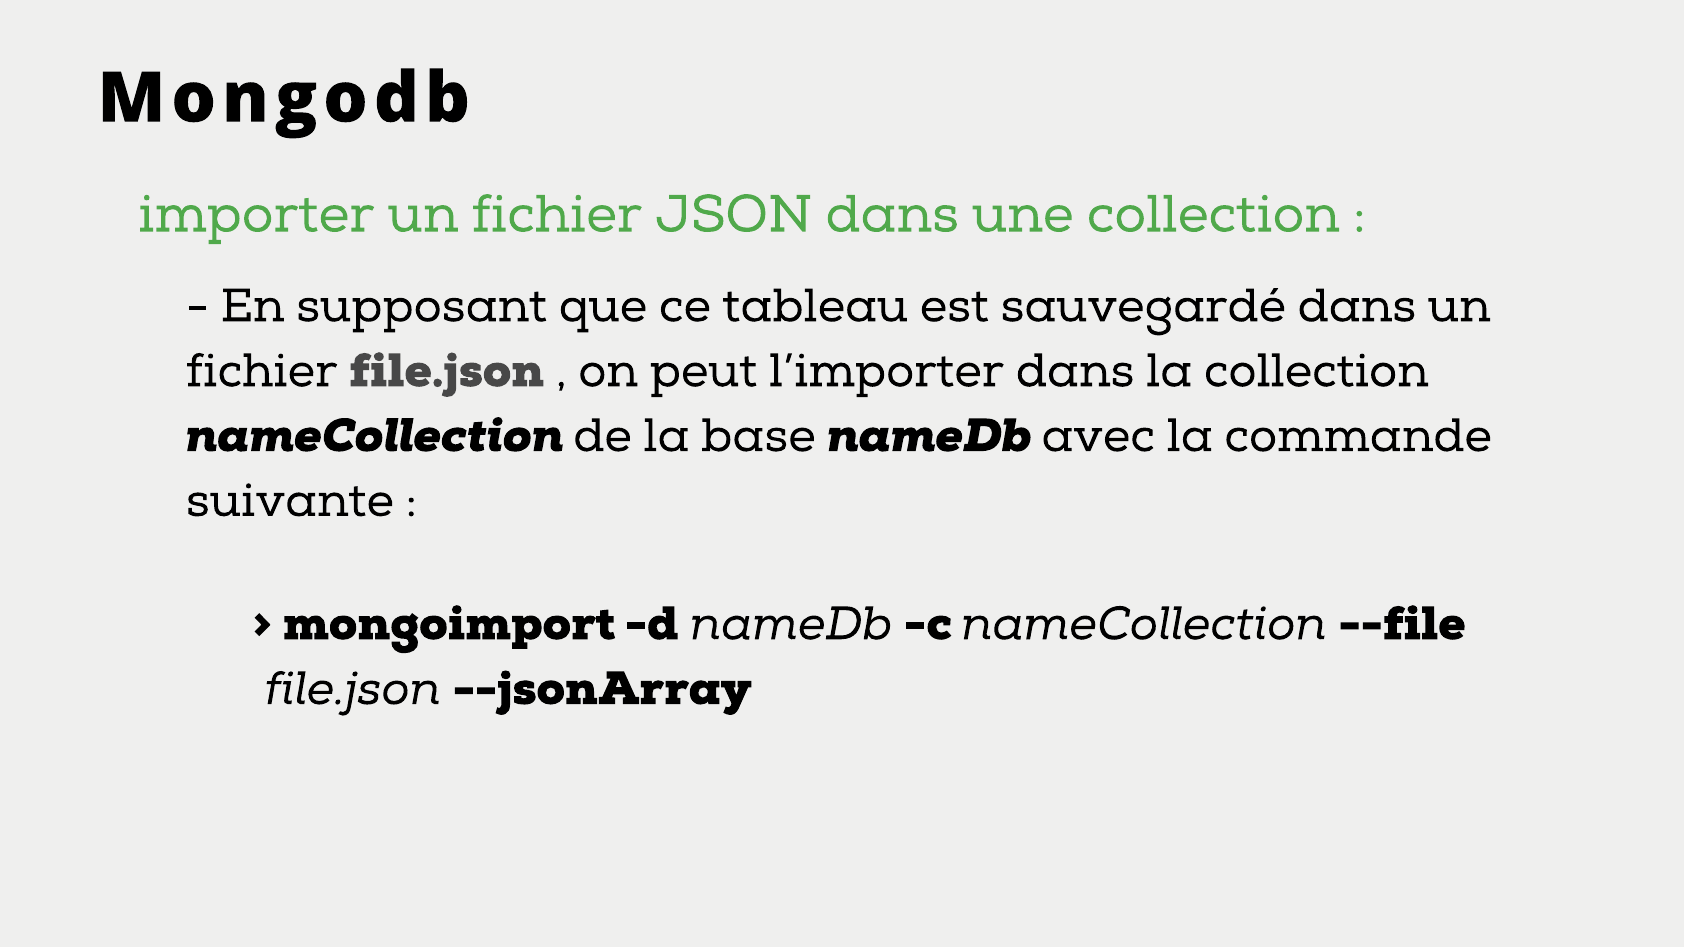 Mongodb
importer un fichier JSON dans une collection :
- En supposant que ce tableau est sauvegardé dans un
fichier file.json , on peut l'importer dans la collection
nameCollection de la base nameDb avec la commande
suivante :
› mongoimport -d nameDb -c nameCollection --file
file.json --jsonArray